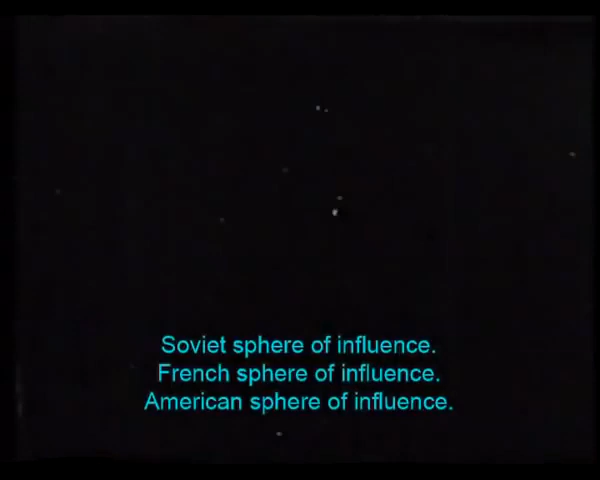 Soviet sphere of influence.
French sphere of influence.
American sphere of influence.